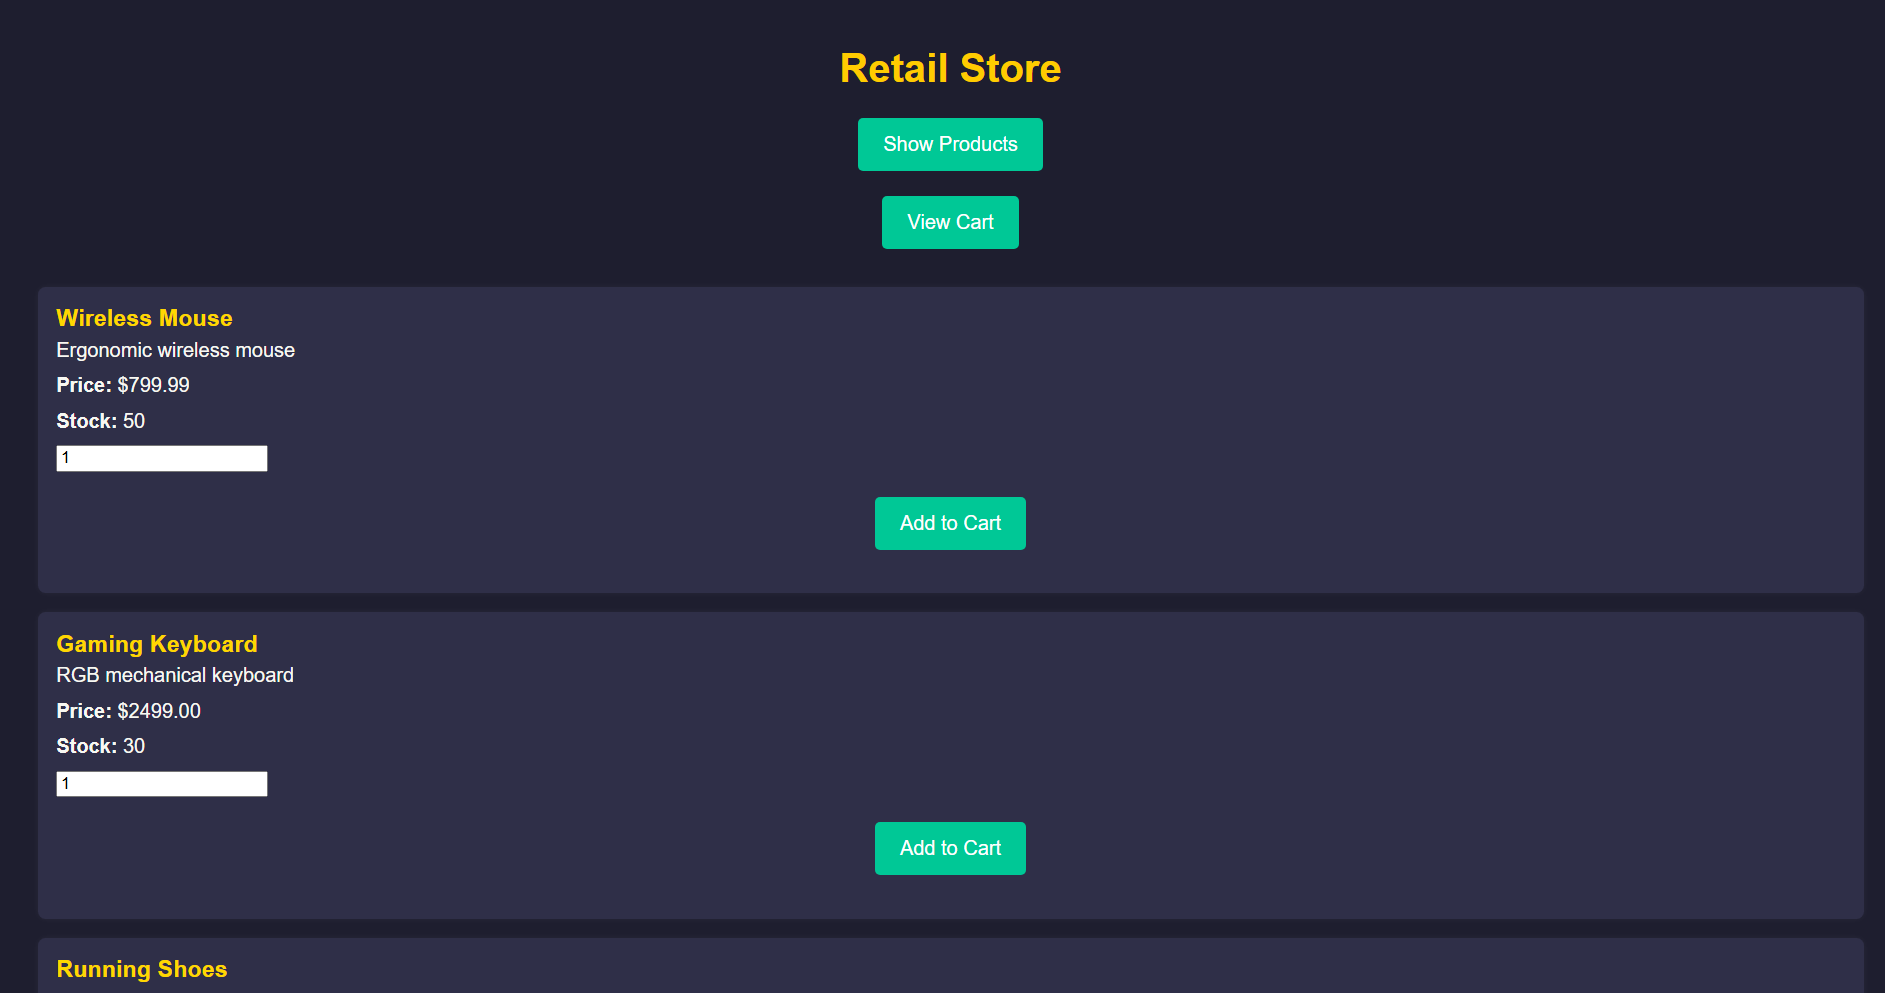 Retail Store
Show Products
View Cart
Wireless Mouse
Ergonomic wireless mouse
Price: $799.99
Stock: 50
1
Add to Cart
Gaming Keyboard
RGB mechanical keyboard
Price: $2499.00
Stock: 30
1
Add to Cart
Running Shoes